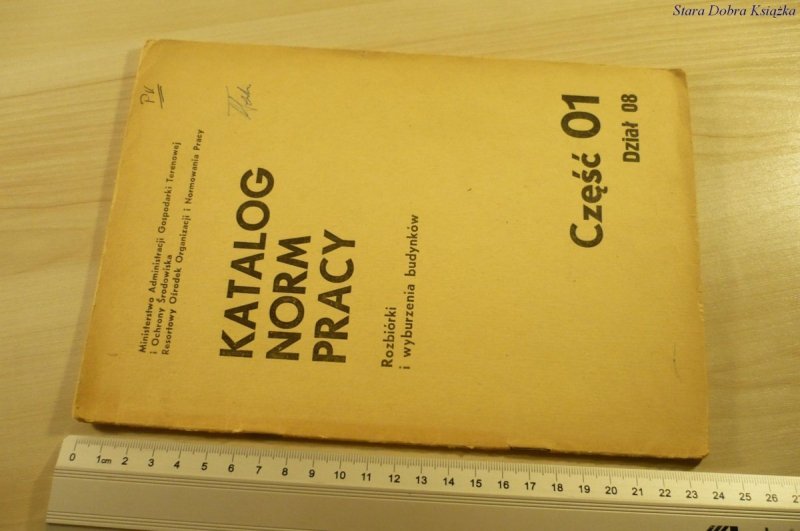 Stara Dobra Książka
PV
Ministerstwo Administracji Gospodarki Terenowej
i Ochrony Środowiska
Resortowy Ośrodek Organizacji i Normowania Pracy
KATALOG
NORM
PRACY
Rozbiórki
i wyburzenia budynków
Część 01
Dział 08
0 1cm 2 3 4 5 6 7 8 9 10 11 12 13 14 15 16 17 18 19 20 21 22 23 24 25 26